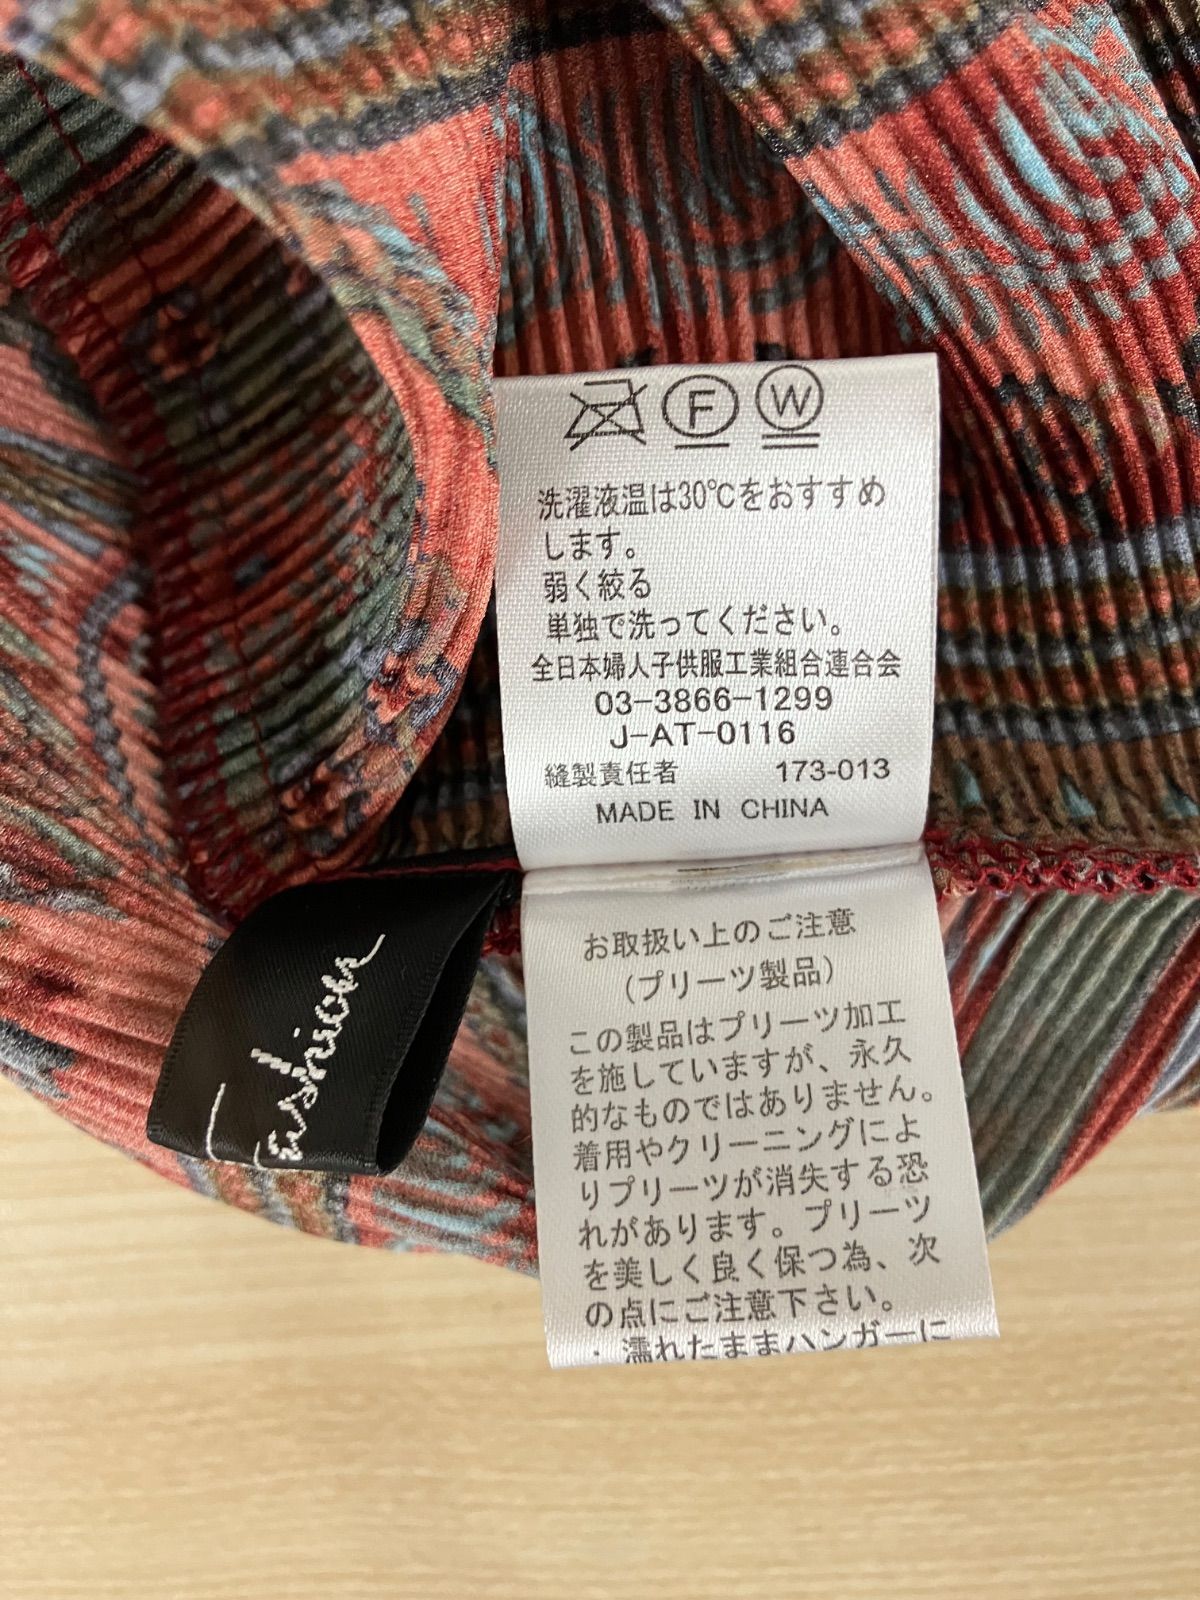 F
W
洗濯液温は30℃をおすすめ
します。
弱く絞る
単独で洗ってください。
全日本婦人子供服工業組合連合会
03-3866-1299
J-AT-0116
縫製責任者 173-013
MADE IN CHINA
お取扱い上のご注意
(プリーツ製品)
この製品はプリーツ加工
を施していますが、永久
的なものではありません。
着用やクリーニングによ
りプリーツが消失する恐
れがあります。プリーツ
を美しく良く保つ為、次
の点にご注意下さい。
・濡れたままハンガーに